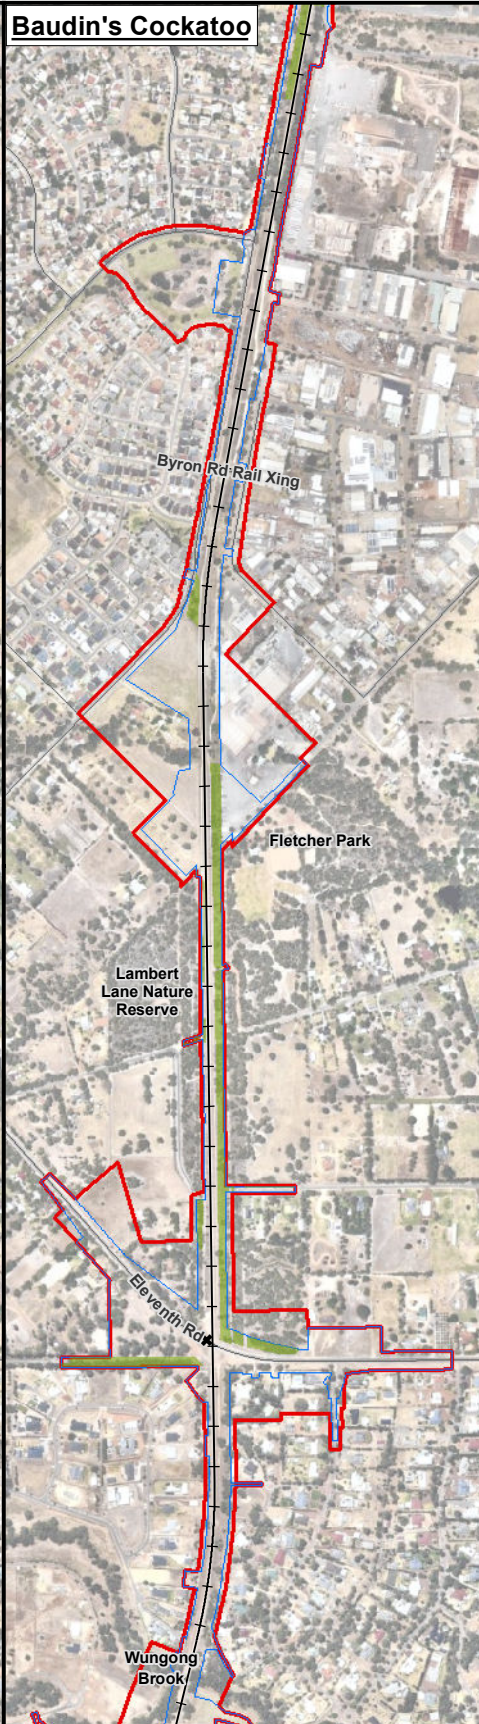 Baudin's Cockatoo
Byron Rd Rail Xing
Fletcher Park
Lambert
Lane Nature
Reserve
Eleventh Rd
Wungong
Brook